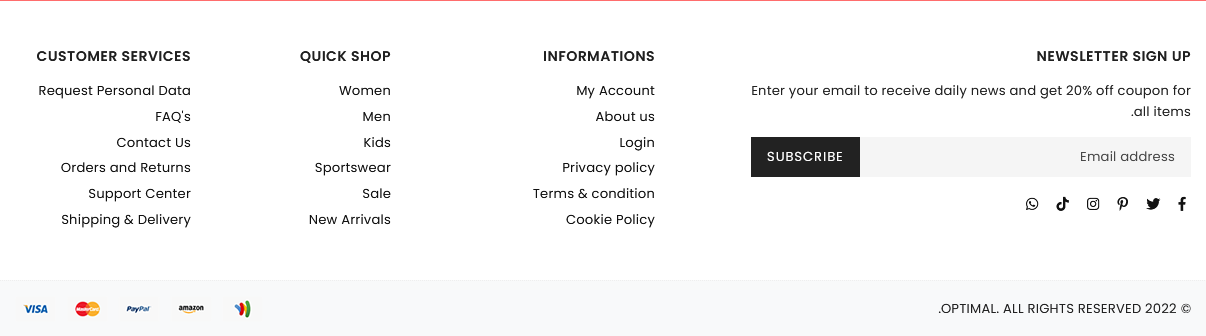 NEWSLETTER SIGN UP
Enter your email to receive daily news and get 20% off coupon for
.all items
Email address
SUBSCRIBE
INFORMATIONS
My Account
About us
Login
Privacy policy
Terms & condition
Cookie Policy
QUICK SHOP
Women
Men
Kids
Sportswear
Sale
New Arrivals
CUSTOMER SERVICES
Request Personal Data
FAQ's
Contact Us
Orders and Returns
Support Center
Shipping & Delivery
.OPTIMAL. ALL RIGHTS RESERVED 2022 ©
VISA
MasterCard
PayPal
amazon